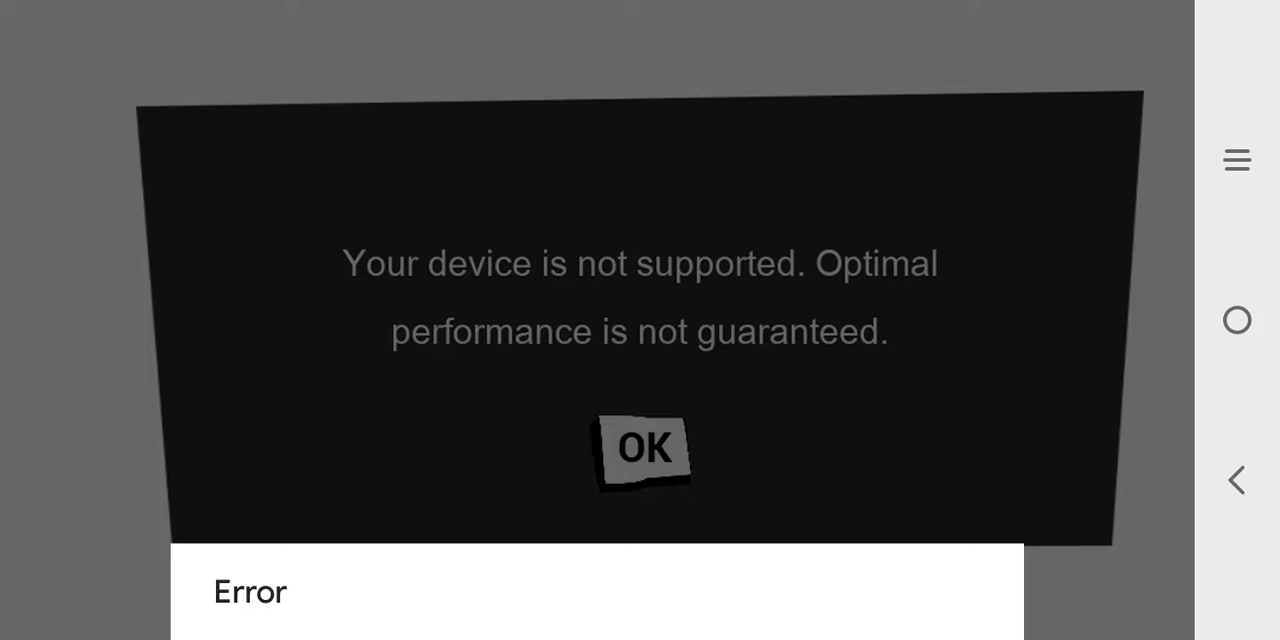 Your device is not supported. Optimal
performance is not guaranteed.
OK
Error